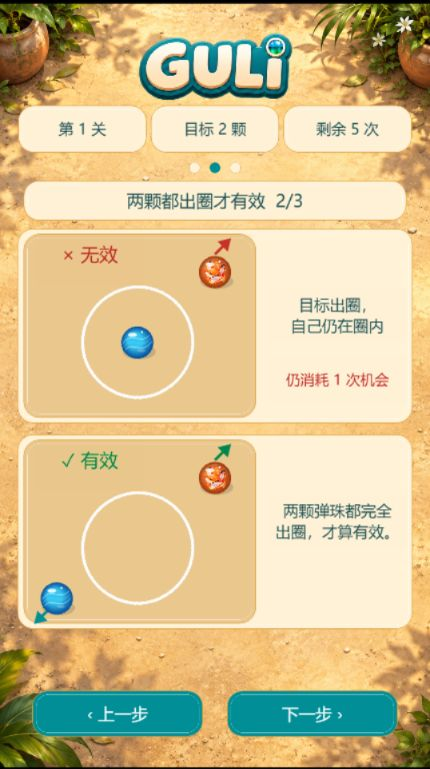 GULi
第 1 关
目标 2 颗
剩余 5 次
两颗都出圈才有效 2/3
× 无效
目标出圈，
自己仍在圈内
仍消耗 1 次机会
✓ 有效
两颗弹珠都完全
出圈，才算有效。
‹ 上一步
下一步 ›